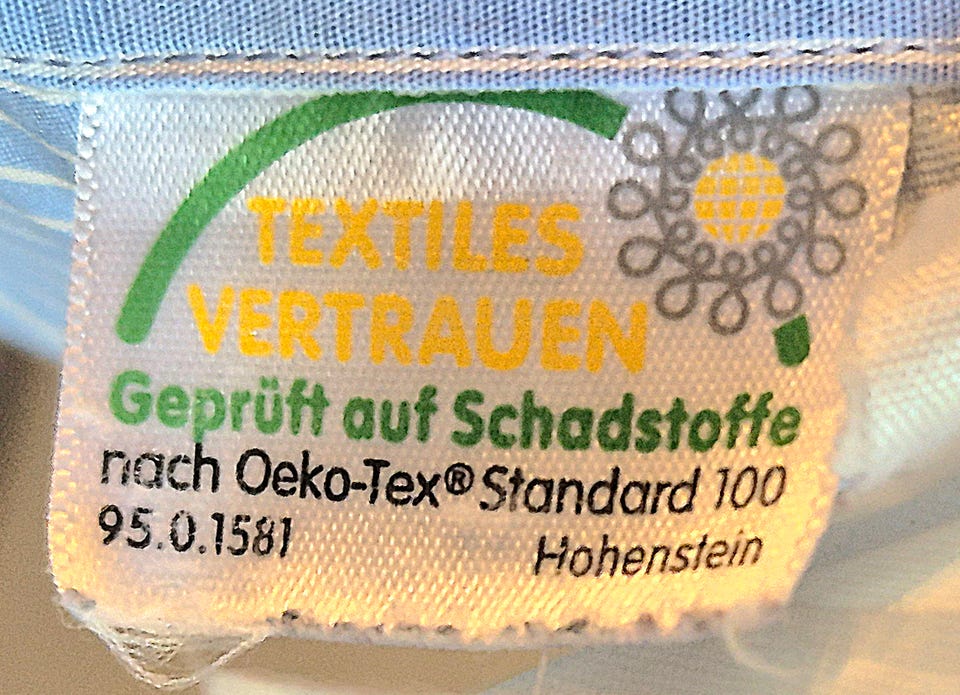 TEXTILES
VERTRAUEN
Geprüft auf Schadstoffe
nach Oeko-Tex® Standard 100
95.0.1581
Hohenstein